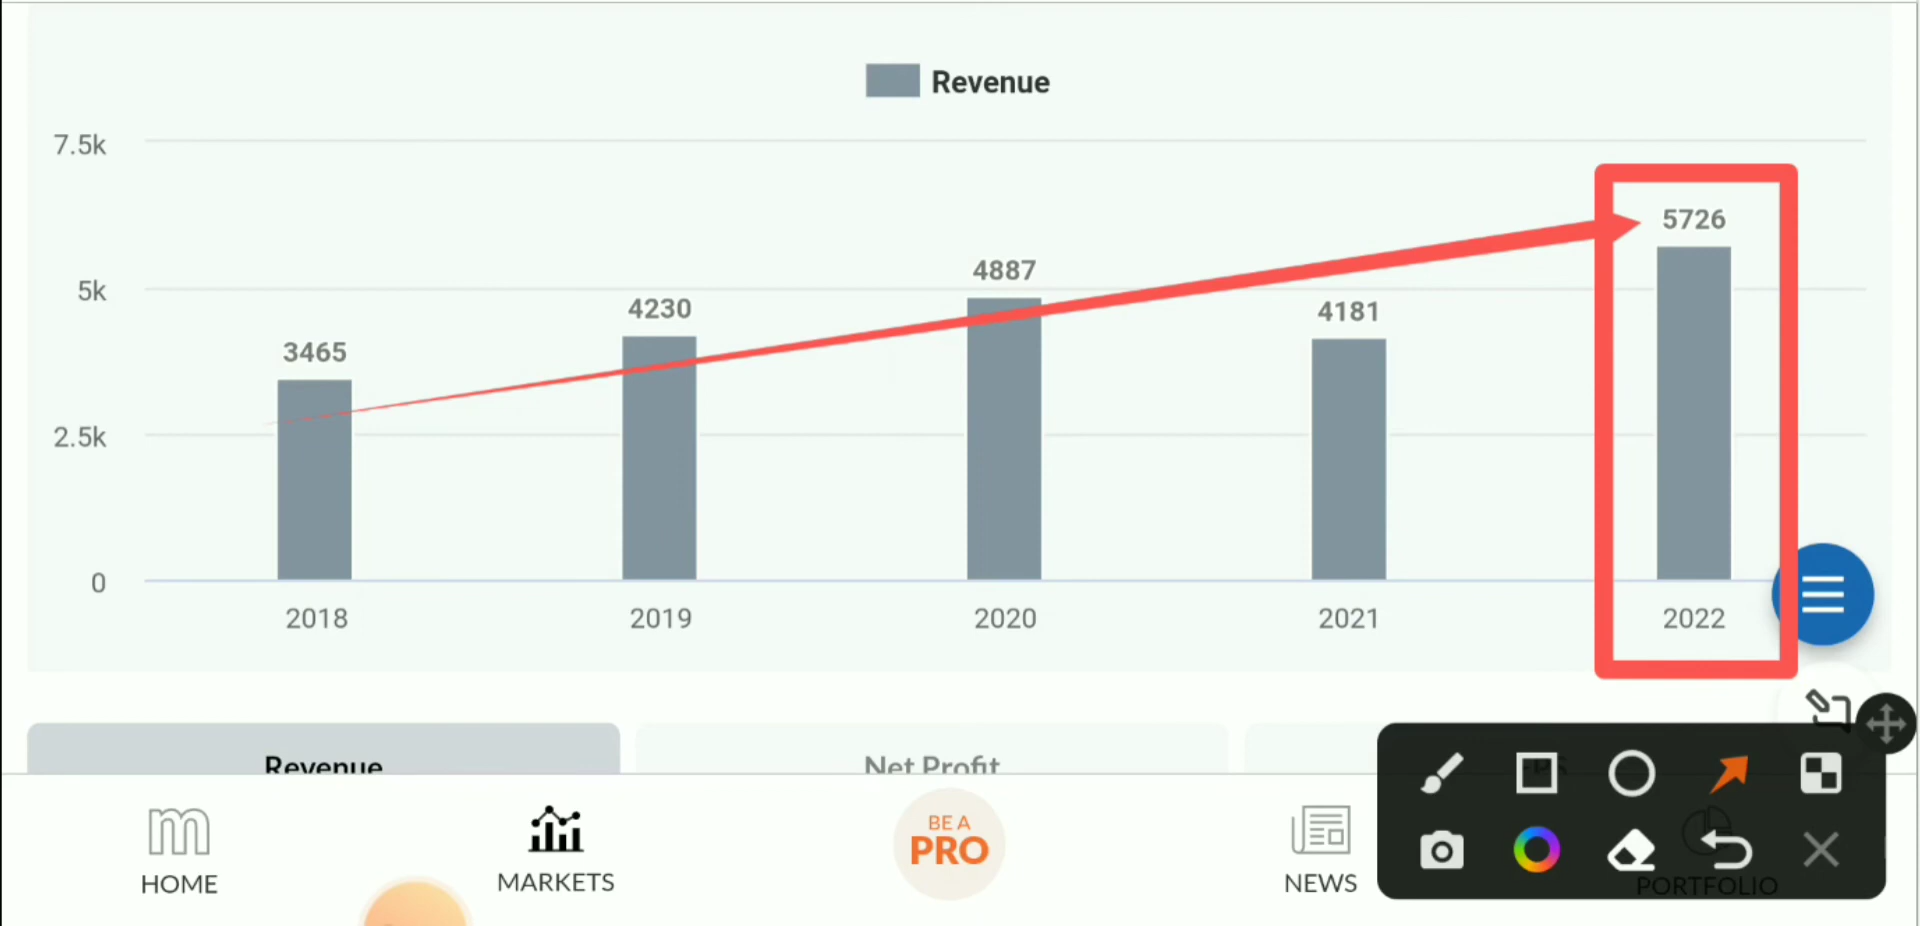 Revenue
7.5k
5726
5k
4887
4230
4181
3465
2.5k
0
2018 2019 2020 2021 2022
Revenue Net Profit
BE A
PRO
HOME MARKETS NEWS PORTFOLIO